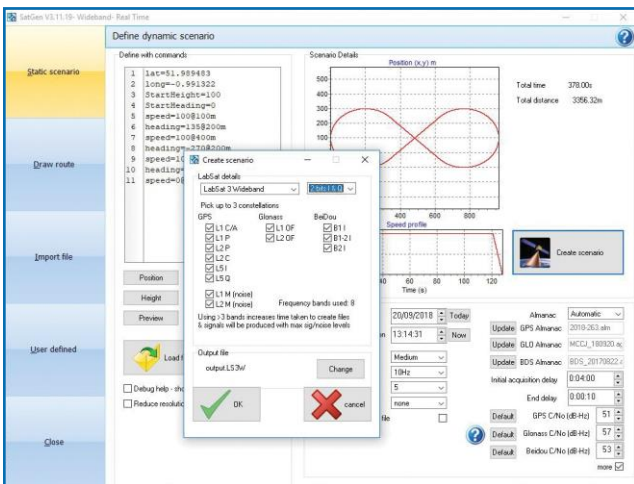 SatGen V3.11.19- Wideband- Real Time
Define dynamic scenario
Static scenario
Draw route
Import file
User defined
Close
Define with commands
1 lat=51.989483
2 long=-0.991322
3 StartHeight=100
4 StartHeading=0
5 speed=100@100m
6 heading=135@200m
7 speed=100@400m
8 heading=-270@200m
9 speed=10
10 heading=
11 speed=0@
Position
Height
Preview
Load f
Debug help - sho
Reduce resolutio
Scenario Details
Position (x,y) m
500
400
300
200
100
400 600 800
Speed profile
40 60 80 100 120
Time (s)
Total time 378.00s
Total distance 3356.32m
Create scenario
Create scenario
LabSat details
LabSat 3 Wideband
2 bits I & Q
Pick up to 3 constellations
GPS Glonass BeiDou
L1 C/A L1 OF B1 I
L1 P L2 OF B1-2 I
L2 P B2 I
L2 C
L5 I
L5 Q
L1 M (noise)
L2 M (noise) Frequency bands used: 8
Using >3 bands increases time taken to create files
& signals will be produced with max sig/noise levels
Output file
output.LS3W
Change
OK
cancel
20/09/2018 Today
13:14:31 Now
Medium
10Hz
5
none
file
Almanac Automatic
Update GPS Almanac 2018-263.alm
Update GLO Almanac MCCJ_180920.ag
Update BDS Almanac BDS_20170822.
Initial acquisition delay 0:04:00
End delay 0:00:10
Default GPS C/No (dB-Hz) 51
Default Glonass C/No (dB-Hz) 57
Default Beidou C/No (dB-Hz) 53
more